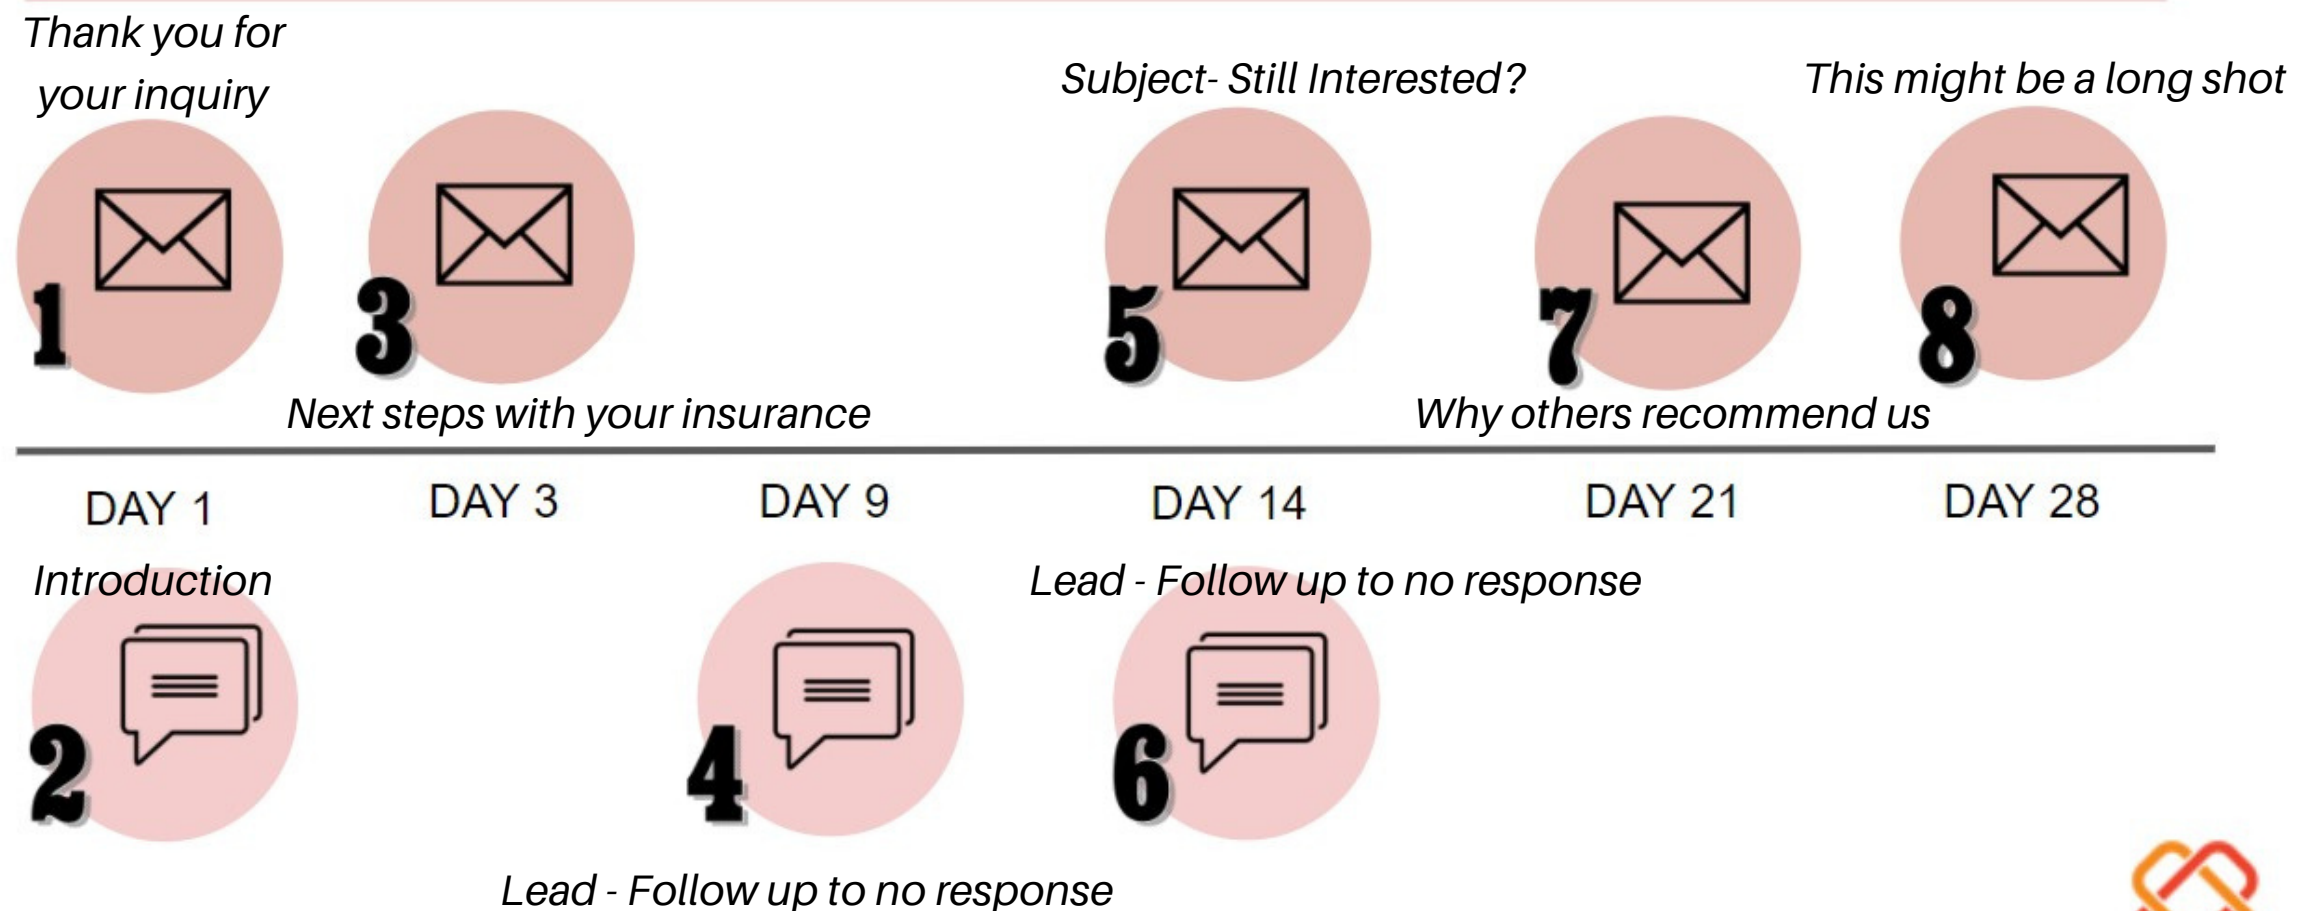 Thank you for
your inquiry
Subject- Still Interested?
This might be a long shot
1
3
5
7
8
Next steps with your insurance
Why others recommend us
DAY 1
DAY 3
DAY 9
DAY 14
DAY 21
DAY 28
Introduction
Lead - Follow up to no response
2
4
6
Lead - Follow up to no response